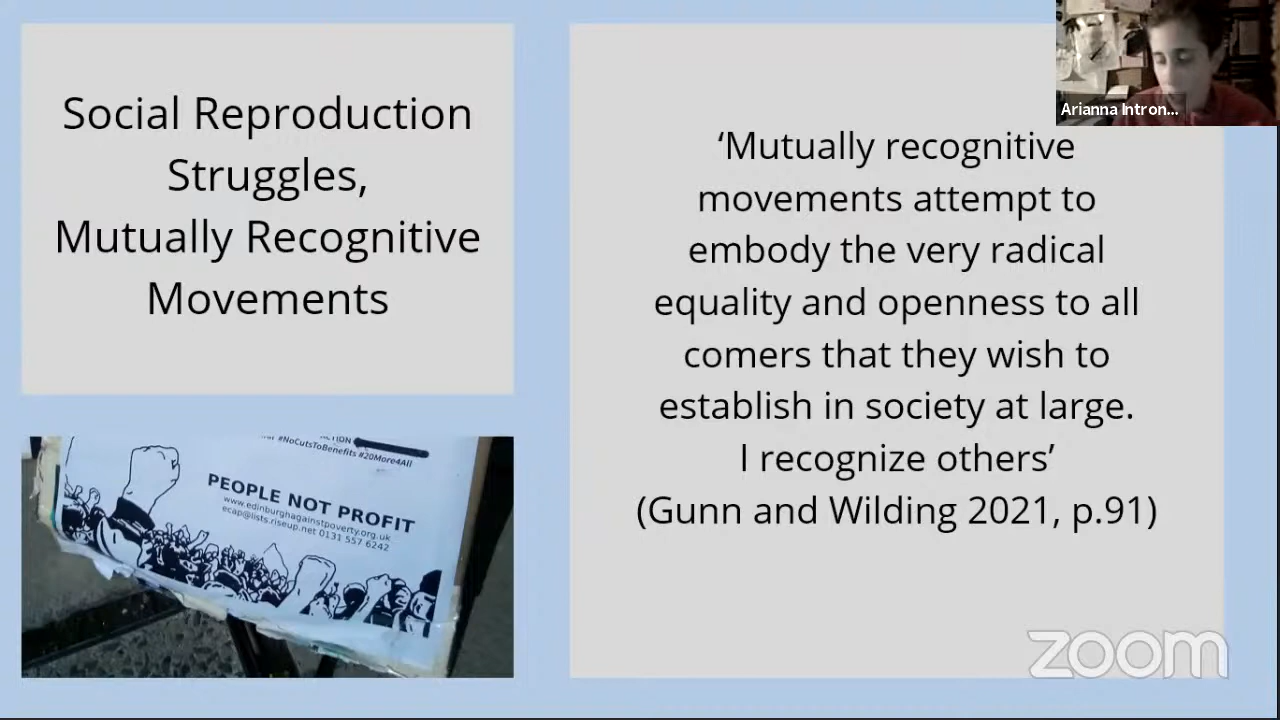 Social Reproduction
Struggles,
Mutually Recognitive
Movements
Arianna Intron...
‘Mutually recognitive
movements attempt to
embody the very radical
equality and openness to all
comers that they wish to
establish in society at large.
I recognize others’
(Gunn and Wilding 2021, p.91)
#NoCutsToBenefits #20More4All
PEOPLE NOT PROFIT
www.edinburghagainstpoverty.org.uk
ecap@lists.riseup.net 0131 557 6242
zoom